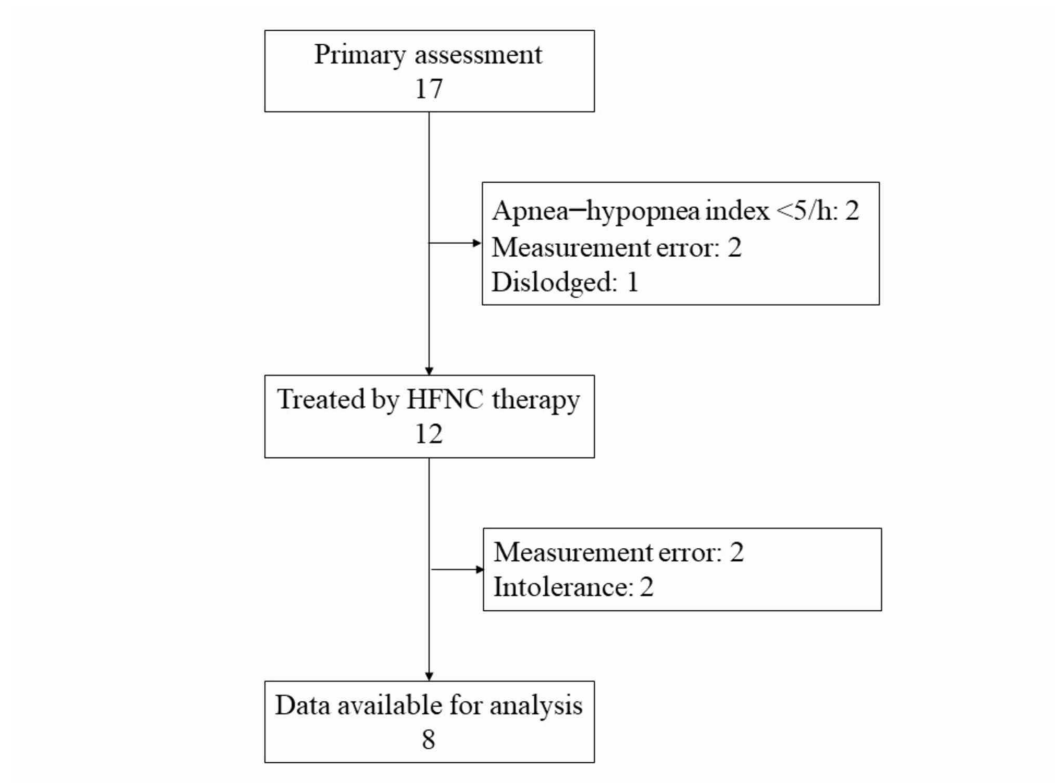 Primary assessment
17
Apnea−hypopnea index <5/h: 2
Measurement error: 2
Dislodged: 1
Treated by HFNC therapy
12
Measurement error: 2
Intolerance: 2
Data available for analysis
8